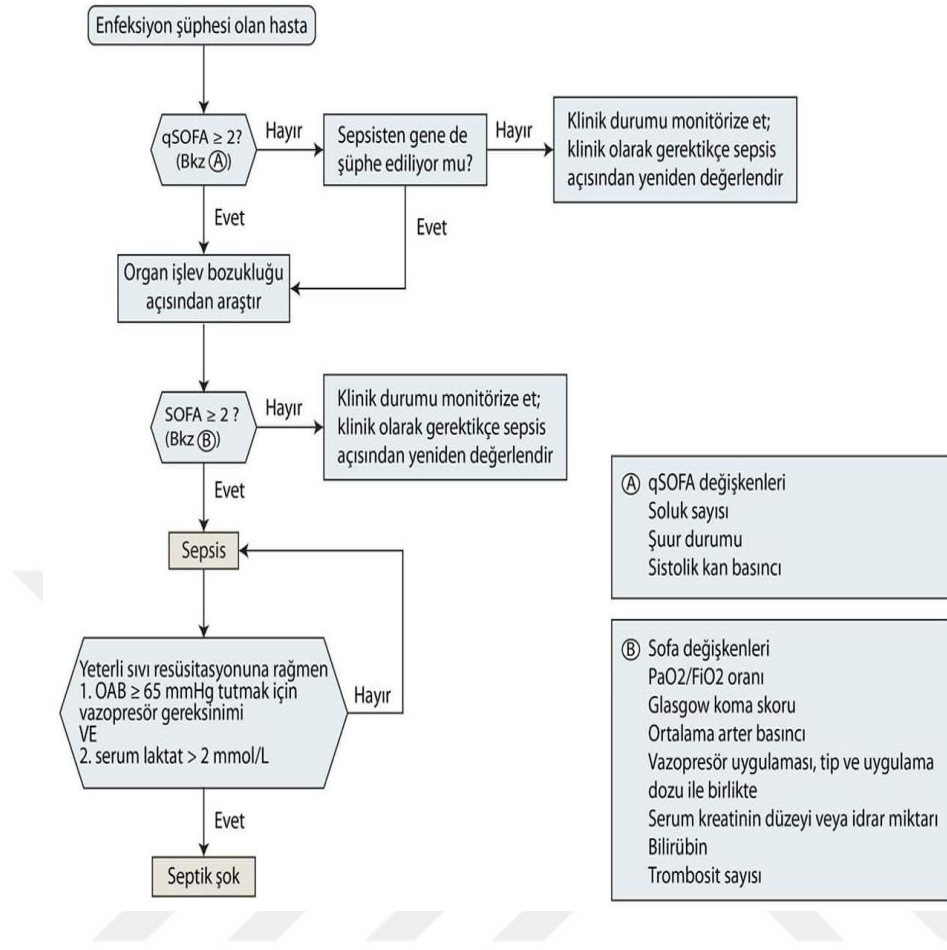 Enfeksiyon şüphesi olan hasta
qSOFA ≥ 2?
(Bkz Ⓐ)
Hayır
Sepsisten gene de
şüphe ediliyor mu?
Hayır
Klinik durumu monitörize et;
klinik olarak gerektikçe sepsis
açısından yeniden değerlendir
Evet
Evet
Organ işlev bozukluğu
açısından araştır
SOFA ≥ 2 ?
(Bkz Ⓑ)
Hayır
Klinik durumu monitörize et;
klinik olarak gerektikçe sepsis
açısından yeniden değerlendir
Evet
Sepsis
Yeterli sıvı resüsitasyonuna rağmen
1. OAB ≥ 65 mmHg tutmak için
vazopresör gereksinimi
VE
2. serum laktat > 2 mmol/L
Hayır
Evet
Septik şok
Ⓐ qSOFA değişkenleri
Soluk sayısı
Şuur durumu
Sistolik kan basıncı
Ⓑ Sofa değişkenleri
PaO2/FiO2 oranı
Glasgow koma skoru
Ortalama arter basıncı
Vazopresör uygulaması, tip ve uygulama
dozu ile birlikte
Serum kreatinin düzeyi veya idrar miktarı
Bilirübin
Trombosit sayısı